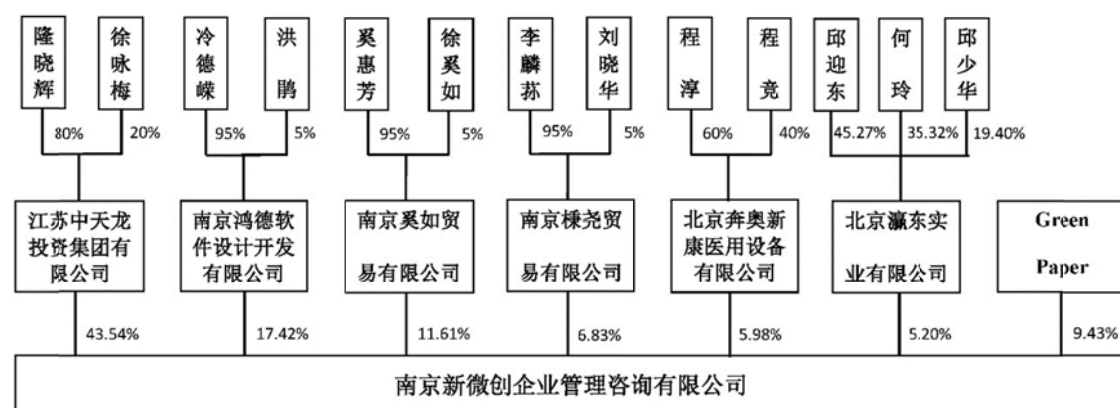 隆晓辉
徐咏梅
冷德嵘
洪鹃
奚惠芳
徐奚如
李麟荪
刘晓华
程淳
程竞
邱迎东
何玲
邱少华
80%
20%
95%
5%
95%
5%
95%
5%
60%
40%
45.27%
35.32%
19.40%
江苏中天龙
投资集团有
限公司
南京鸿德软
件设计开发
有限公司
南京奚如贸
易有限公司
南京棅尧贸
易有限公司
北京奔奥新
康医用设备
有限公司
北京瀛东实
业有限公司
Green
Paper
43.54%
17.42%
11.61%
6.83%
5.98%
5.20%
9.43%
南京新微创企业管理咨询有限公司